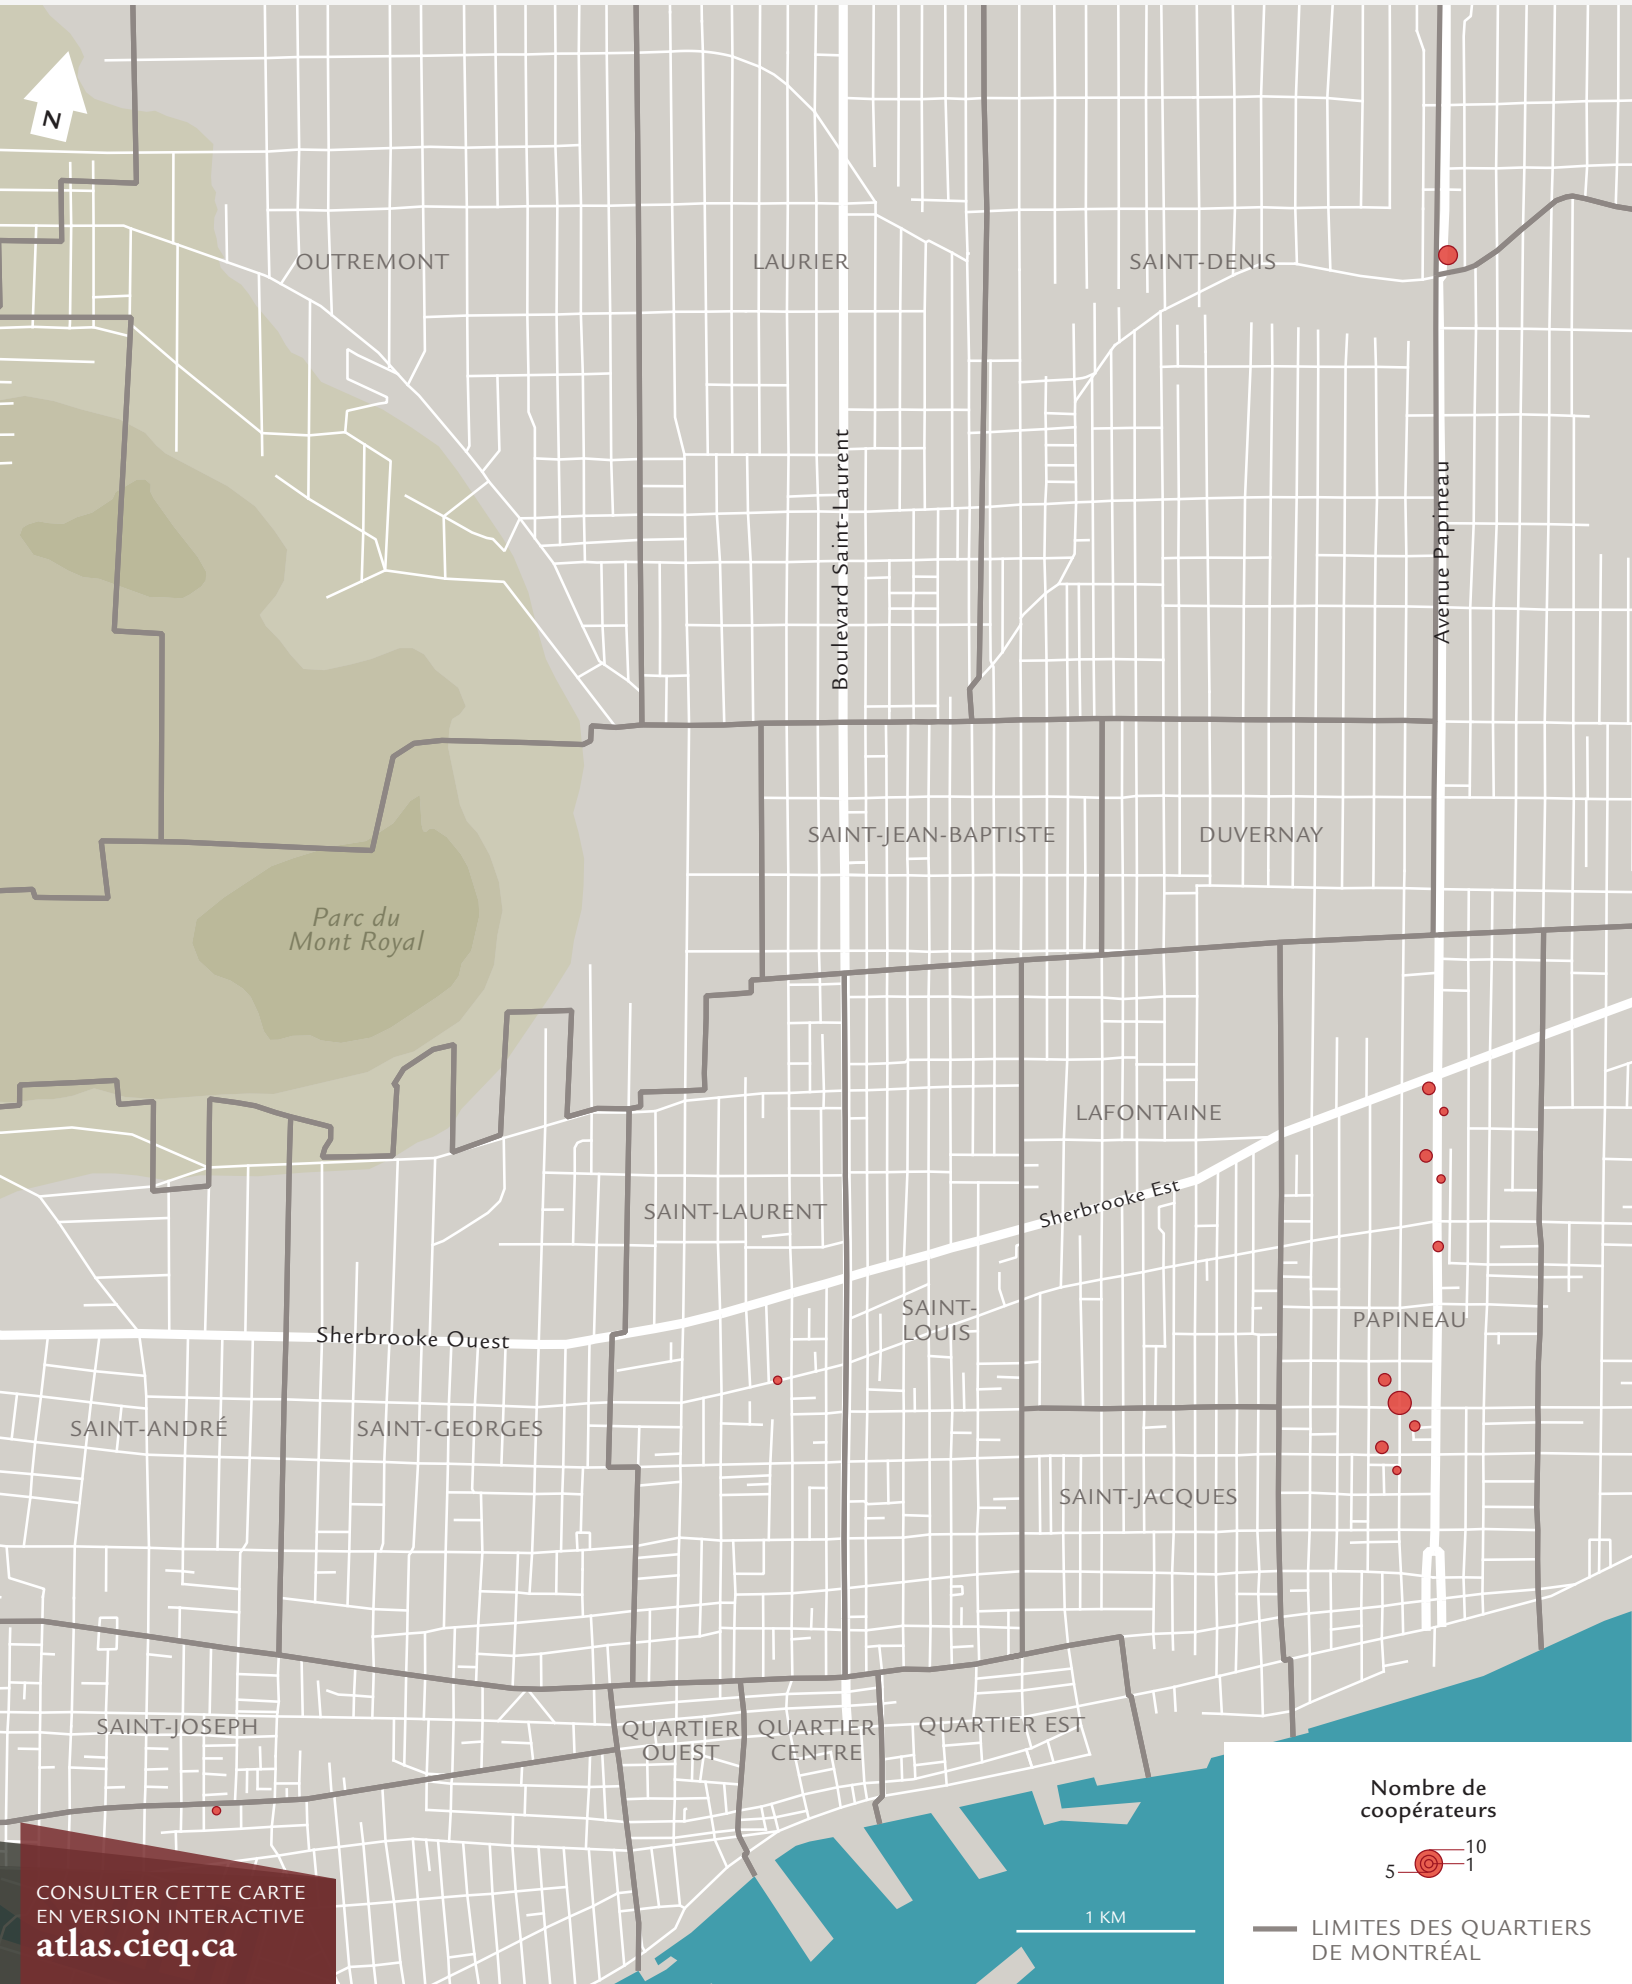 N
OUTREMONT
LAURIER
SAINT-DENIS
Boulevard Saint-Laurent
Avenue Papineau
SAINT-JEAN-BAPTISTE
DUVERNAY
Parc du
Mont Royal
LAFONTAINE
SAINT-LAURENT
Sherbrooke Est
SAINT-
LOUIS
PAPINEAU
Sherbrooke Ouest
SAINT-ANDRÉ
SAINT-GEORGES
SAINT-JACQUES
SAINT-JOSEPH
QUARTIER
OUEST
QUARTIER
CENTRE
QUARTIER EST
Nombre de
coopérateurs
10
1
5
LIMITES DES QUARTIERS
DE MONTRÉAL
1 KM
CONSULTER CETTE CARTE
EN VERSION INTERACTIVE
atlas.cieq.ca